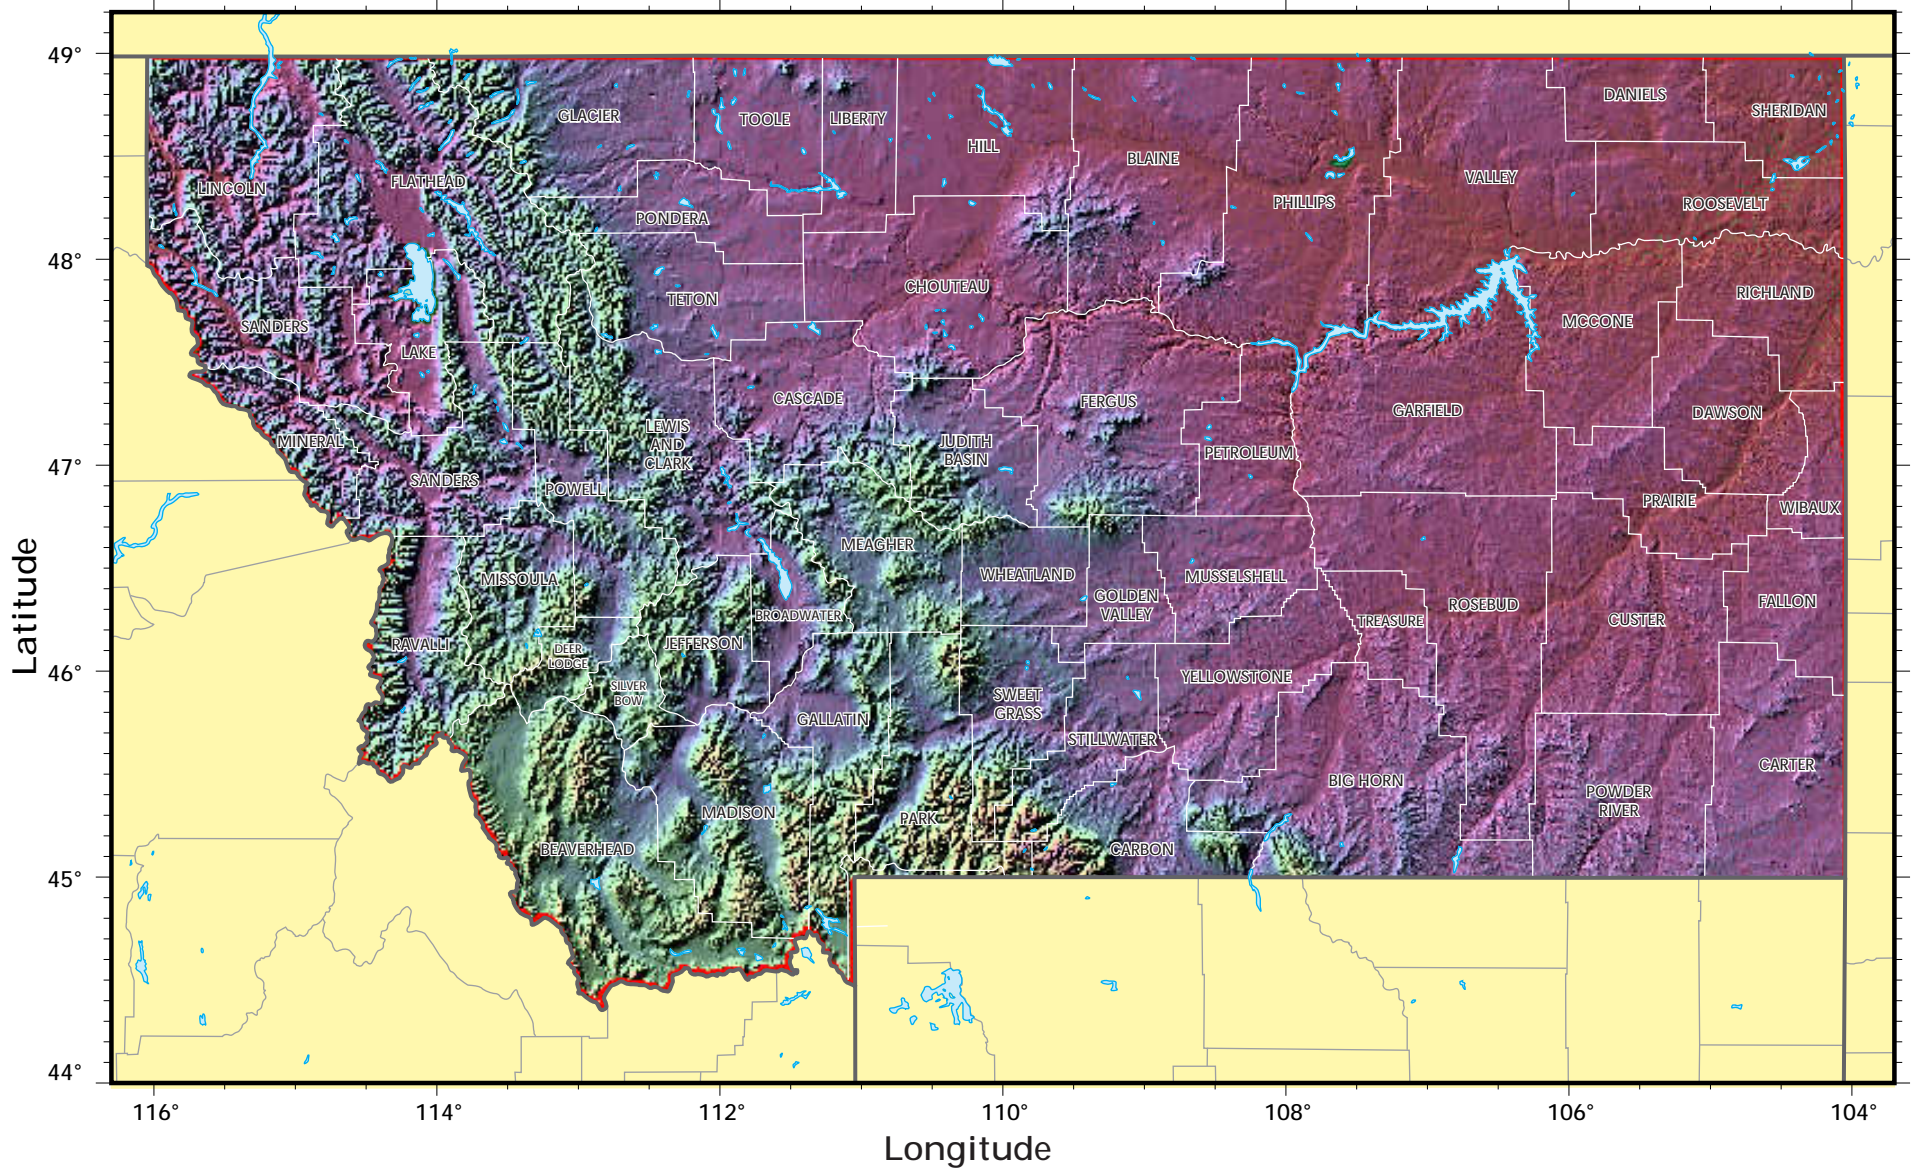 49°
48°
47°
46°
45°
44°
Latitude
116°
114°
112°
110°
108°
106°
104°
Longitude
GLACIER
TOOLE
LIBERTY
HILL
BLAINE
PHILLIPS
VALLEY
DANIELS
SHERIDAN
ROOSEVELT
LINCOLN
FLATHEAD
PONDERA
TETON
CHOUTEAU
RICHLAND
MCCONE
SANDERS
LAKE
CASCADE
FERGUS
GARFIELD
DAWSON
MINERAL
LEWIS
AND
CLARK
JUDITH
BASIN
PETROLEUM
SANDERS
POWELL
PRAIRIE
WIBAUX
MEAGHER
MISSOULA
WHEATLAND
GOLDEN
VALLEY
MUSSELSHELL
TREASURE
ROSEBUD
CUSTER
FALLON
BROADWATER
RAVALLI
DEER
LODGE
JEFFERSON
SILVER
BOW
GALLATIN
SWEET
GRASS
YELLOWSTONE
STILLWATER
BIG HORN
POWDER
RIVER
CARTER
MADISON
PARK
BEAVERHEAD
CARBON